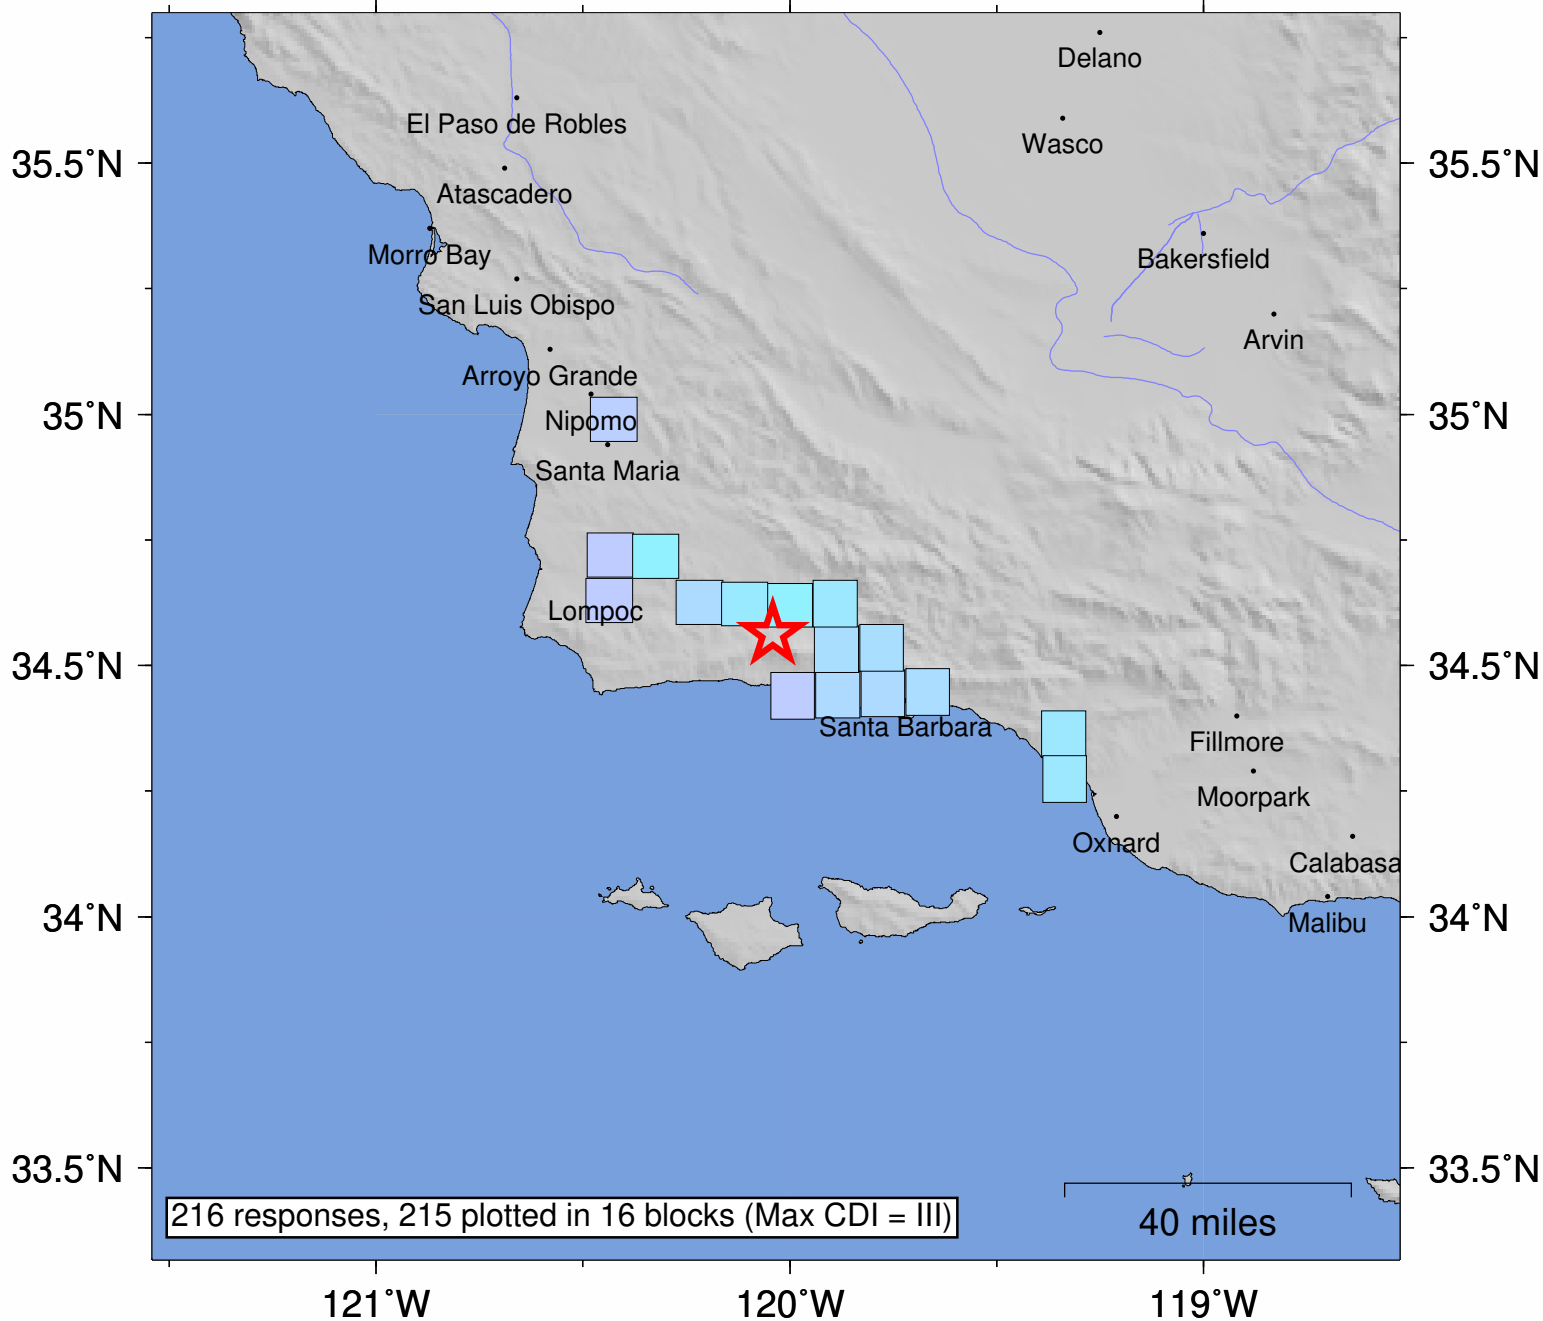 Delano
El Paso de Robles
Wasco
35.5°N
35.5°N
Atascadero
Morro Bay
Bakersfield
San Luis Obispo
Arvin
Arroyo Grande
35°N
Nipomo
35°N
Santa Maria
Lompoc
34.5°N
34.5°N
Santa Barbara
Fillmore
Moorpark
Oxnard
Calabasa
34°N
34°N
Malibu
33.5°N
33.5°N
216 responses, 215 plotted in 16 blocks (Max CDI = III)
40 miles
121°W
120°W
119°W